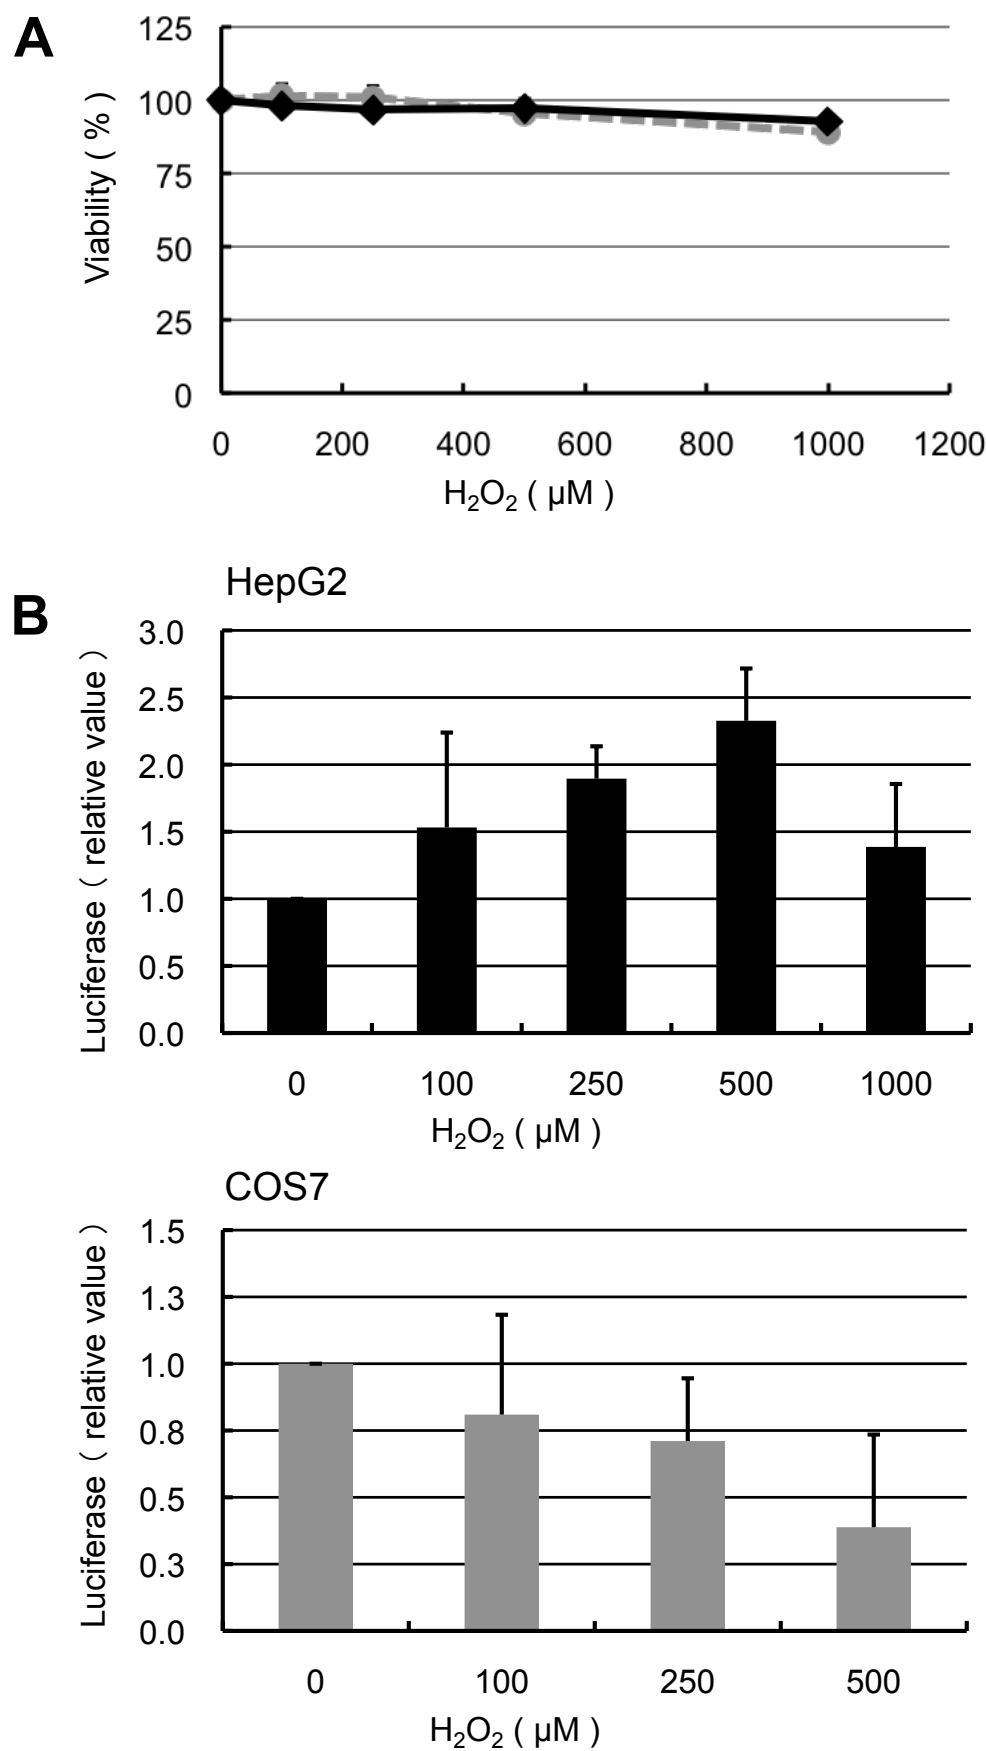 A
125
100
75
50
25
0
Viability ( % )
0 200 400 600 800 1000 1200
H₂O₂ ( µM )
B
HepG2
3.0
2.5
2.0
1.5
1.0
0.5
0.0
Luciferase ( relative value )
0 100 250 500 1000
H₂O₂ ( µM )
COS7
1.5
1.3
1.0
0.8
0.5
0.3
0.0
Luciferase ( relative value )
0 100 250 500
H₂O₂ ( µM )